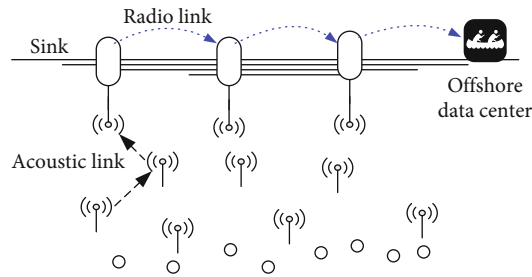 Radio link
Sink
Offshore
data center
Acoustic link